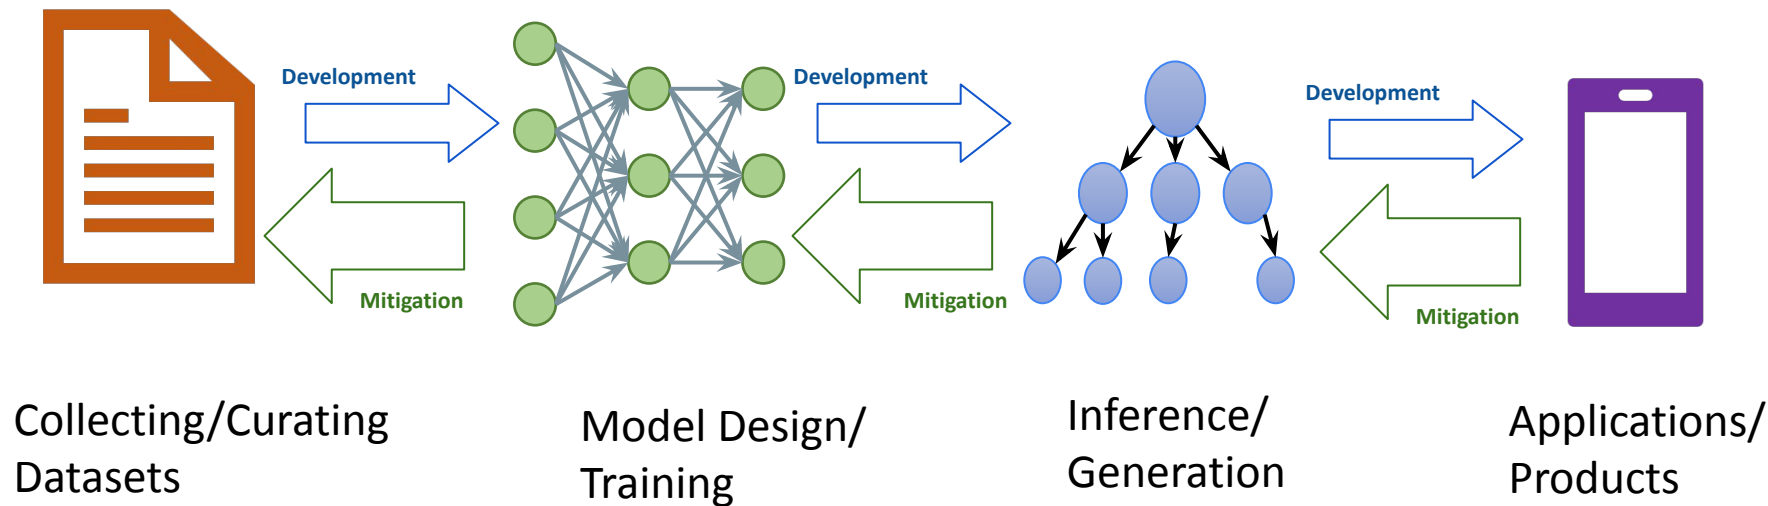 Development
Development
Development
Mitigation
Mitigation
Mitigation
Collecting/Curating
Datasets
Model Design/
Training
Inference/
Generation
Applications/
Products